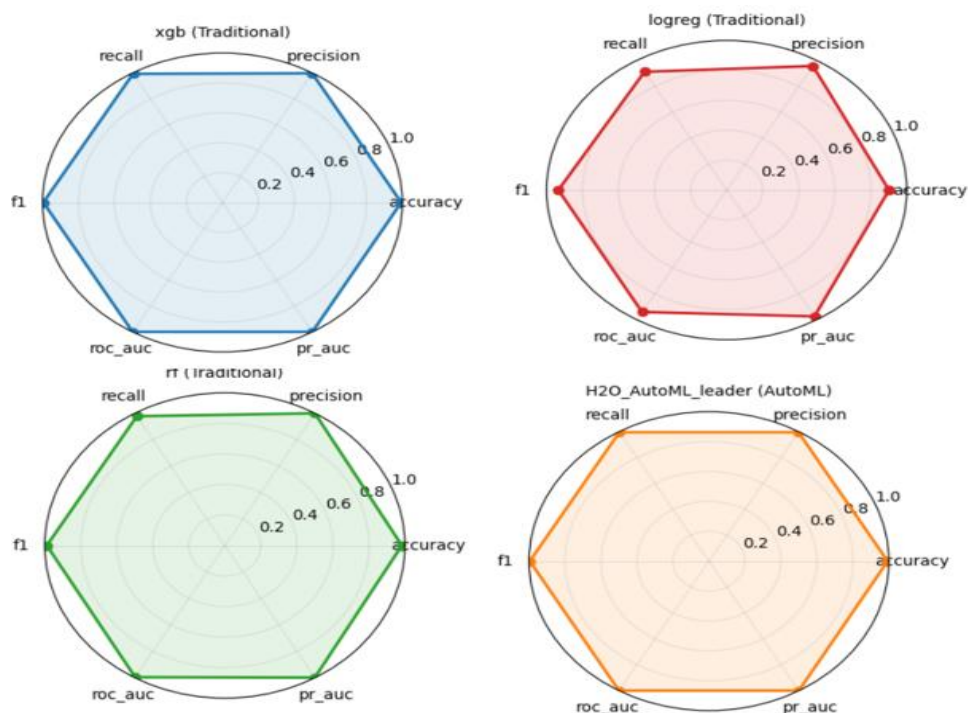 xgb (Traditional)
recall
precision
1.0
0.8
0.6
0.4
0.2
f1
accuracy
roc_auc
pr_auc
logreg (Traditional)
recall
precision
1.0
0.8
0.6
0.4
0.2
f1
accuracy
roc_auc
pr_auc
rf (Traditional)
recall
precision
1.0
0.8
0.6
0.4
0.2
f1
accuracy
roc_auc
pr_auc
H2O_AutoML_leader (AutoML)
recall
precision
1.0
0.8
0.6
0.4
0.2
f1
accuracy
roc_auc
pr_auc